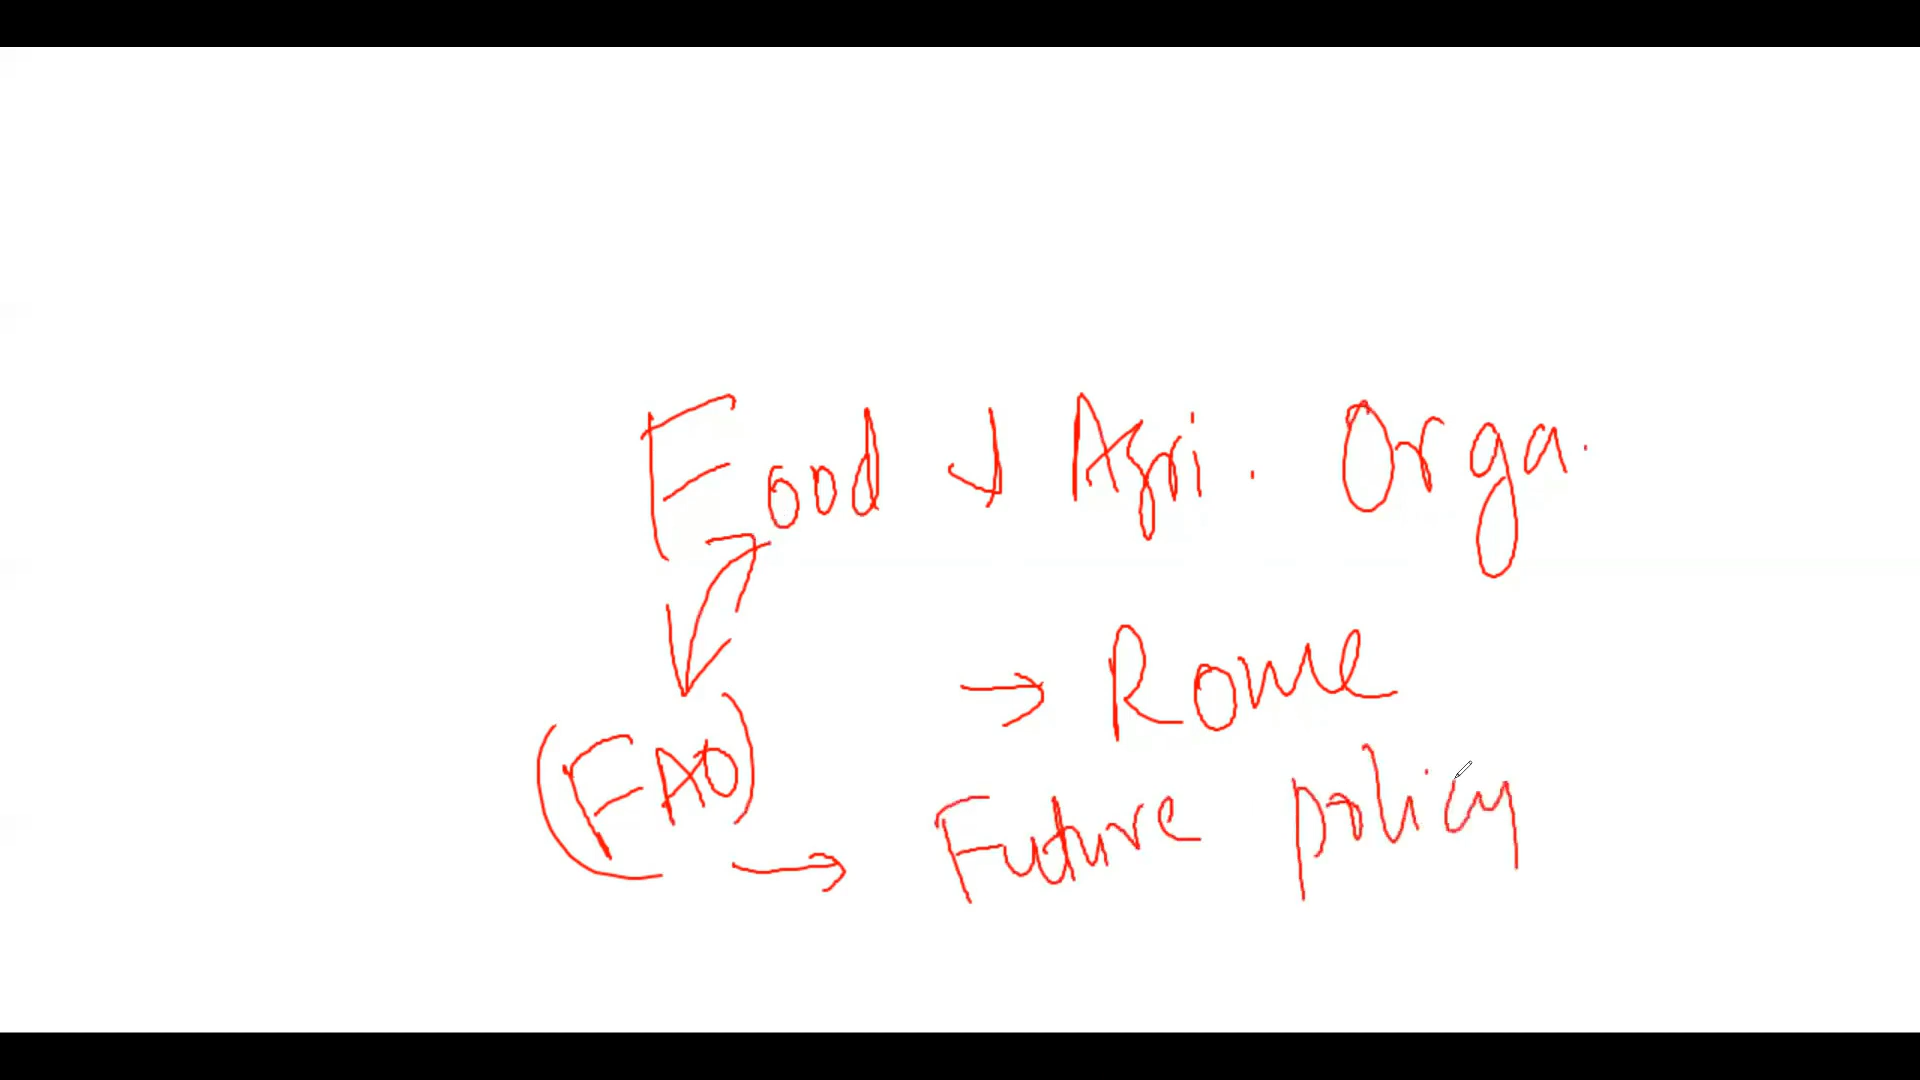 Food & Agri. Orga.
→ Rome
(FAO)
→ Future policy